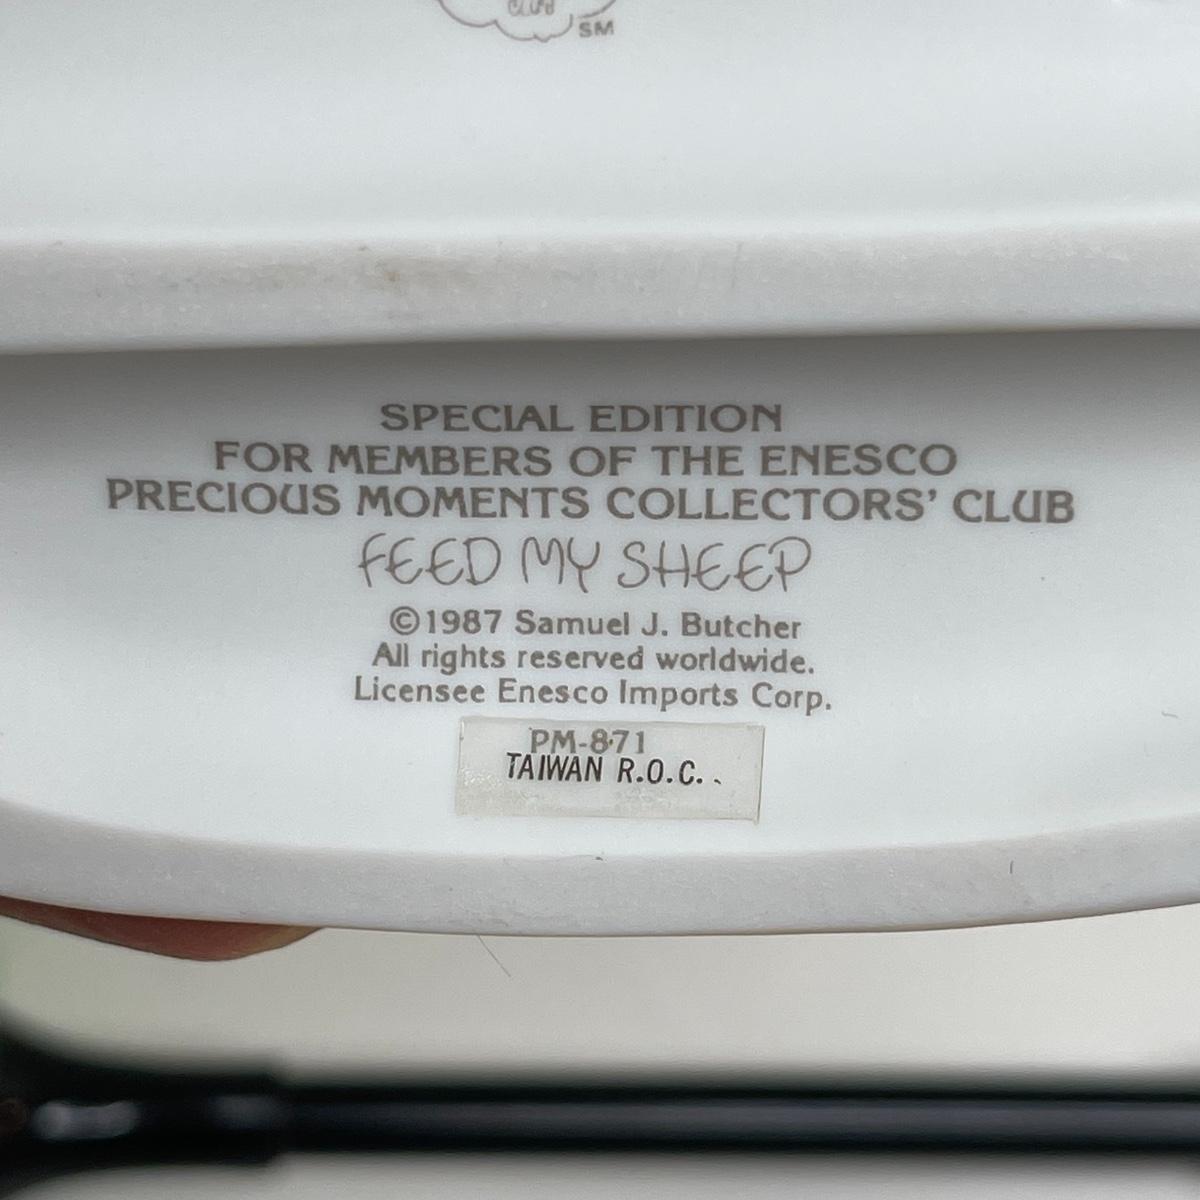 CLUB
SM
SPECIAL EDITION
FOR MEMBERS OF THE ENESCO
PRECIOUS MOMENTS COLLECTORS' CLUB
FEED MY SHEEP
©1987 Samuel J. Butcher
All rights reserved worldwide.
Licensee Enesco Imports Corp.
PM-871
TAIWAN R.O.C..